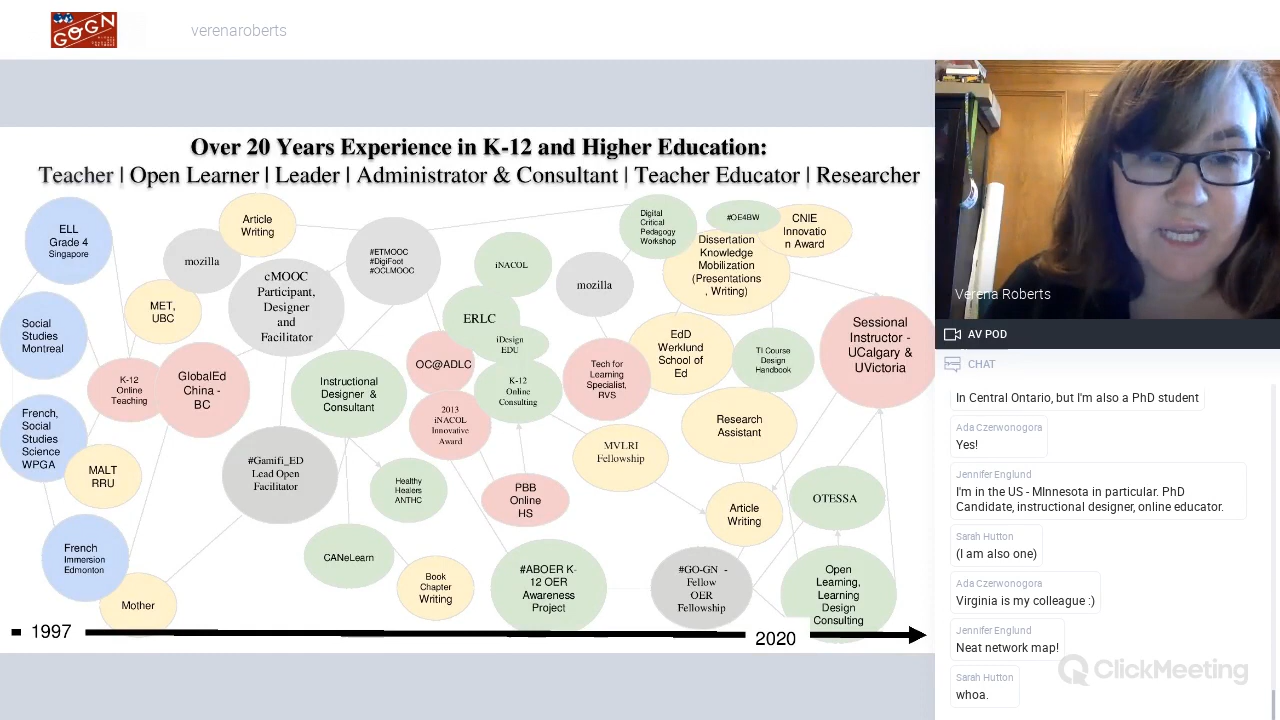 GO GN
verenaroberts
Over 20 Years Experience in K-12 and Higher Education:
Teacher | Open Learner | Leader | Administrator & Consultant | Teacher Educator | Researcher
ELL
Grade 4
Singapore
Article
Writing
mozilla
#ETMOOC
#DigiFoot
#OCLMOOC
iNACOL
mozilla
Digital
Critical
Pedagogy
Workshop
#OE4BW
CNIE
Innovatio
n Award
Dissertation
Knowledge
Mobilization
(Presentations
, Writing)
Social
Studies
Montreal
MET,
UBC
cMOOC
Participant,
Designer
and
Facilitator
ERLC
iDesign
EDU
K-12
Online
Teaching
GlobalEd
China -
BC
Instructional
Designer &
Consultant
OC@ADLC
K-12
Online
Consulting
Tech for
Learning
Specialist,
RVS
EdD
Werklund
School of
Ed
TI Course
Design
Handbook
Sessional
Instructor -
UCalgary &
UVictoria
French,
Social
Studies
Science
WPGA
MALT
RRU
#Gamifi_ED
Lead Open
Facilitator
2013
iNACOL
Innovative
Award
MVLRI
Fellowship
Research
Assistant
Healthy
Healers
ANTHC
PBB
Online
HS
Article
Writing
OTESSA
French
Immersion
Edmonton
Mother
CANeLearn
Book
Chapter
Writing
#ABOER K-
12 OER
Awareness
Project
#GO-GN -
Fellow
OER
Fellowship
Open
Learning,
Learning
Design
Consulting
1997
2020
Verena Roberts
AV POD
CHAT
In Central Ontario, but I'm also a PhD student
Ada Czerwonogora
Yes!
Jennifer Englund
I'm in the US - MInnesota in particular. PhD
Candidate, instructional designer, online educator.
Sarah Hutton
(I am also one)
Ada Czerwonogora
Virginia is my colleague :)
Jennifer Englund
Neat network map!
Sarah Hutton
whoa.
ClickMeeting